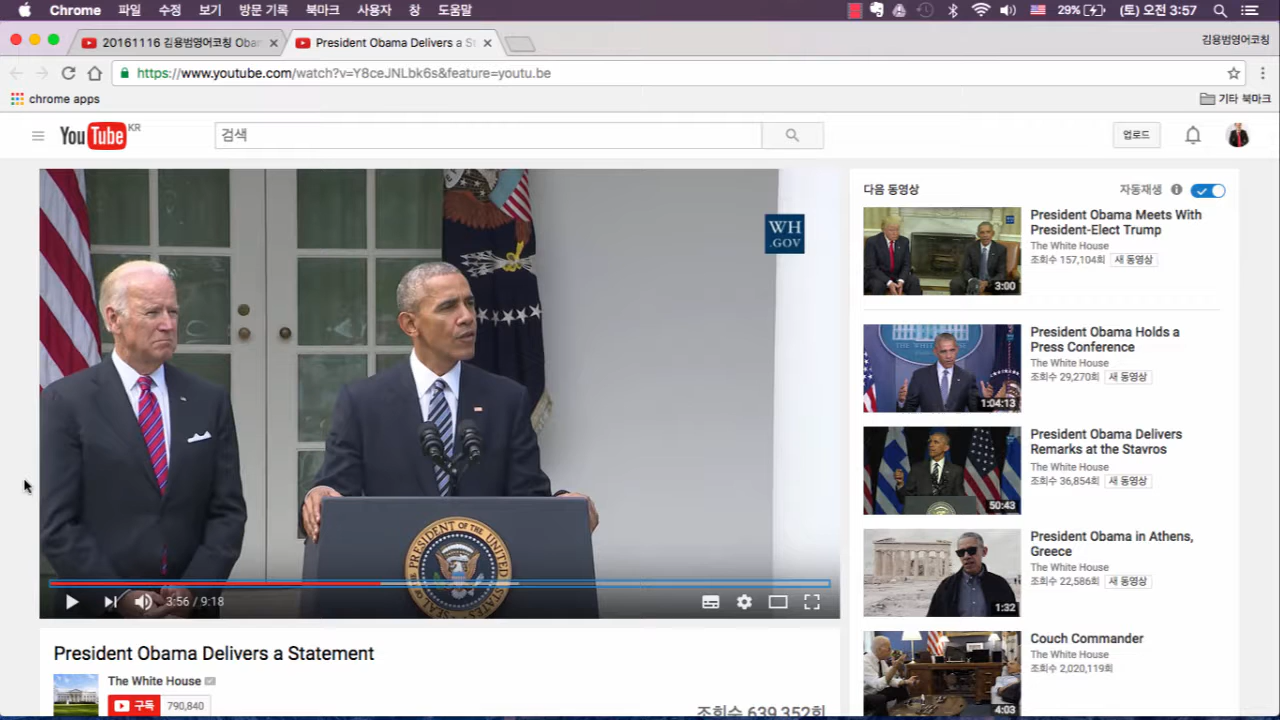 Chrome 파일 수정 보기 방문 기록 북마크 사용자 창 도움말 29% (토) 오전 3:57
20161116 김용범영어코칭 Obar
President Obama Delivers a St
김용범영어코칭
https://www.youtube.com/watch?v=Y8ceJNLbk6s&feature=youtu.be
chrome apps
기타 북마크
YouTube KR
검색
업로드
WH
.GOV
PRESIDENT OF THE UNITED
SEAL STATES
3:56 / 9:18
President Obama Delivers a Statement
The White House
구독 790,840
조회수 639,352회
다음 동영상
자동재생
President Obama Meets With
President-Elect Trump
The White House
조회수 157,104회 새 동영상
3:00
President Obama Holds a
Press Conference
The White House
조회수 29,270회 새 동영상
1:04:13
President Obama Delivers
Remarks at the Stavros
The White House
조회수 36,854회 새 동영상
50:43
President Obama in Athens,
Greece
The White House
조회수 22,586회 새 동영상
1:32
Couch Commander
The White House
조회수 2,020,119회
4:03